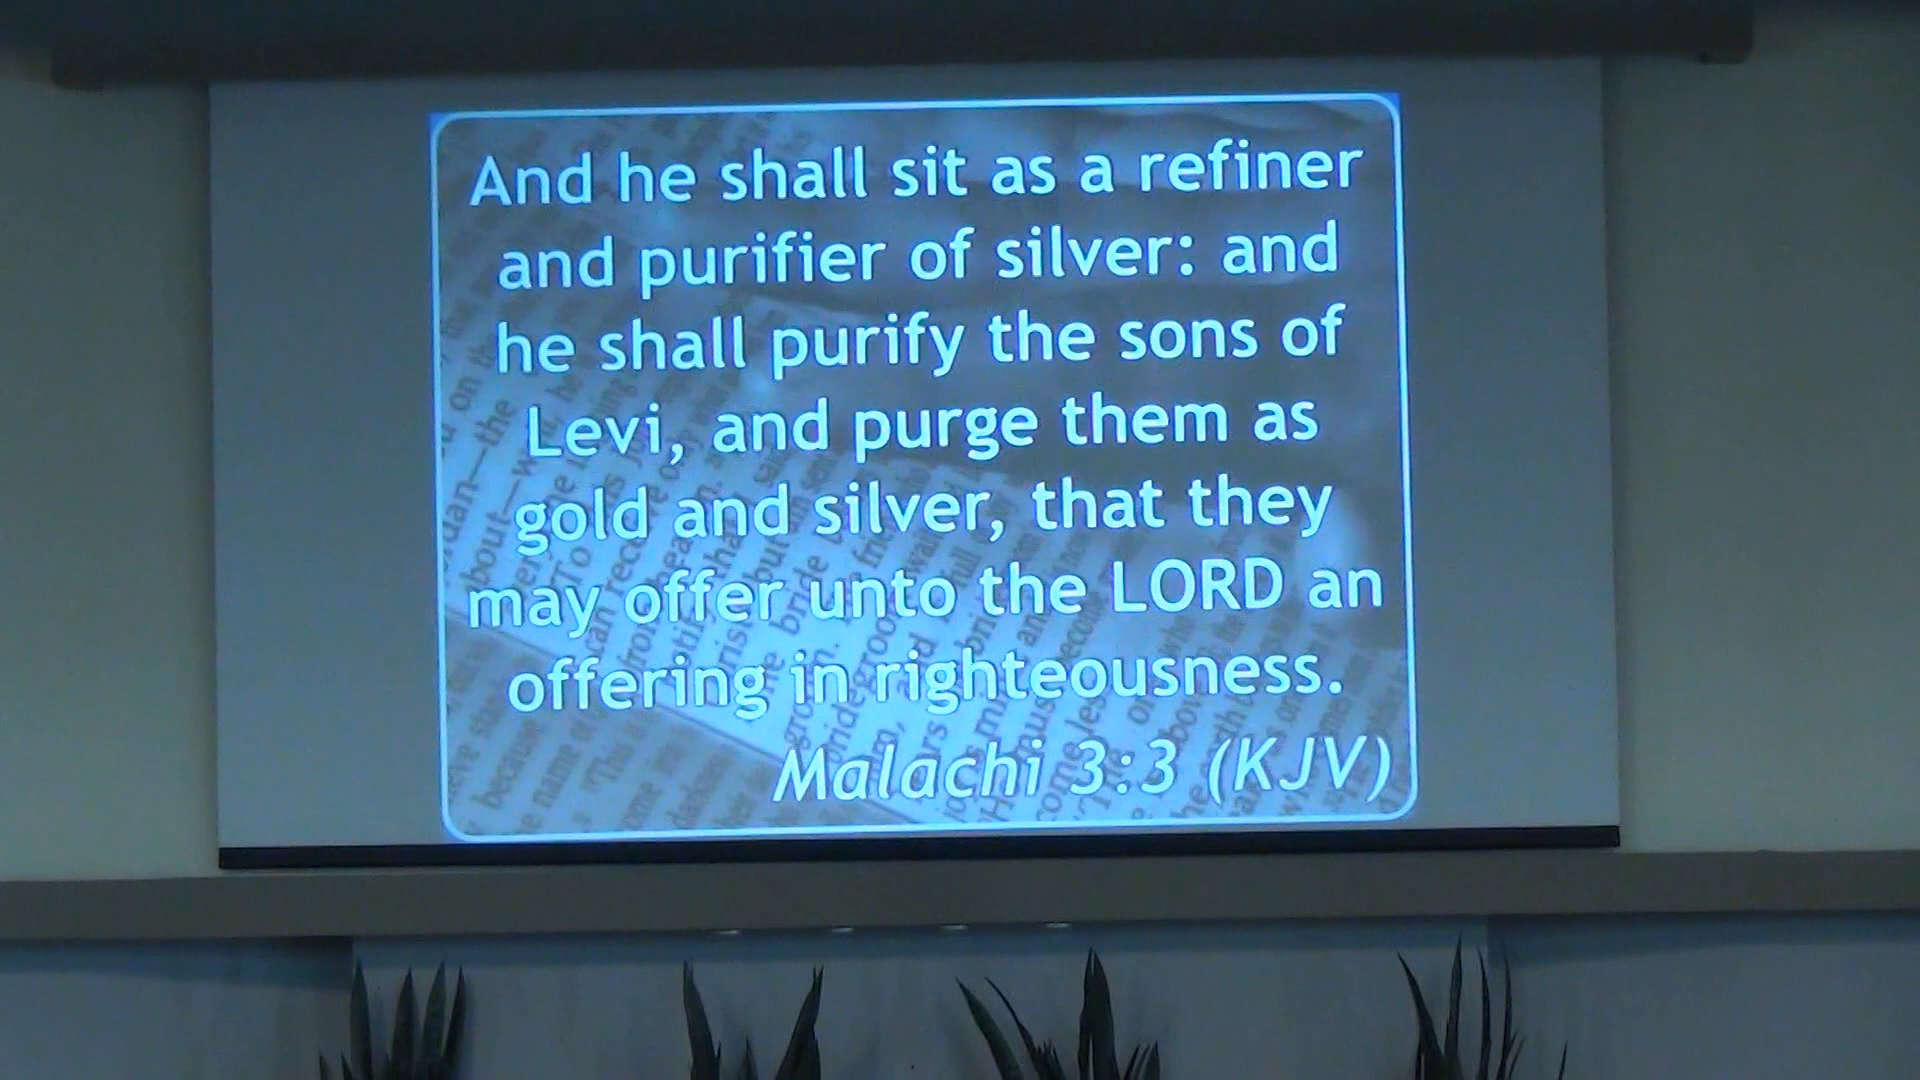 And he shall sit as a refiner
and purifier of silver: and
he shall purify the sons of
Levi, and purge them as
gold and silver, that they
may offer unto the LORD an
offering in righteousness.
Malachi 3:3 (KJV)